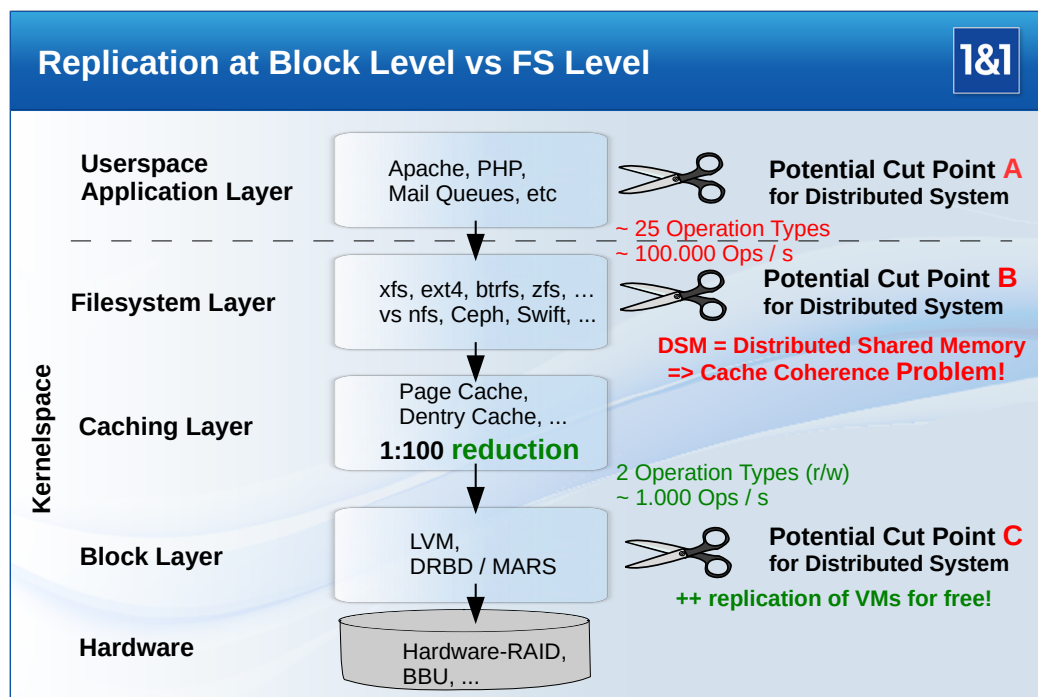 Replication at Block Level vs FS Level
1&1
Userspace
Application Layer
Apache, PHP,
Mail Queues, etc
Potential Cut Point A
for Distributed System
~ 25 Operation Types
~ 100.000 Ops / s
Filesystem Layer
xfs, ext4, btrfs, zfs, …
vs nfs, Ceph, Swift, ...
Potential Cut Point B
for Distributed System
DSM = Distributed Shared Memory
=> Cache Coherence Problem!
Kernelspace
Caching Layer
Page Cache,
Dentry Cache, ...
1:100 reduction
2 Operation Types (r/w)
~ 1.000 Ops / s
Block Layer
LVM,
DRBD / MARS
Potential Cut Point C
for Distributed System
++ replication of VMs for free!
Hardware
Hardware-RAID,
BBU, ...